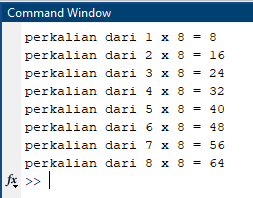 Command Window
perkalian dari 1 x 8 = 8
perkalian dari 2 x 8 = 16
perkalian dari 3 x 8 = 24
perkalian dari 4 x 8 = 32
perkalian dari 5 x 8 = 40
perkalian dari 6 x 8 = 48
perkalian dari 7 x 8 = 56
perkalian dari 8 x 8 = 64
fx >>